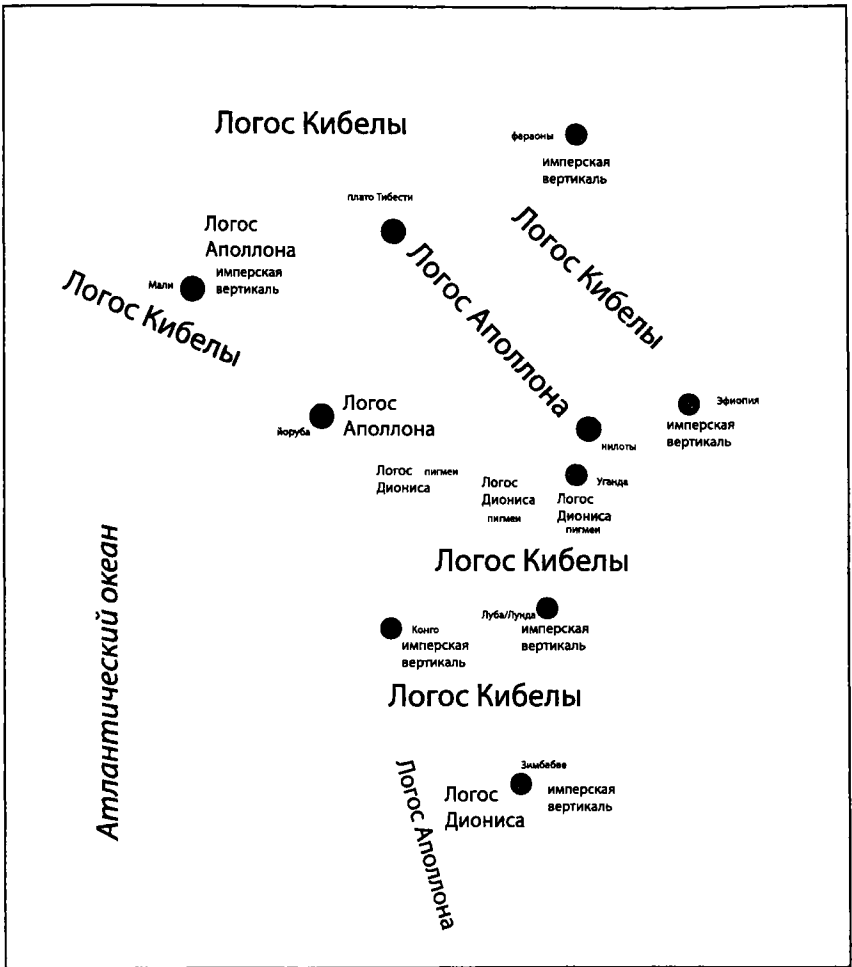 Логос Кибелы
фараоны
имперская
вертикаль
плато Тибести
Логос
Аполлона
имперская
вертикаль
Мали
Логос Кибелы
Логос Аполлона
Логос Кибелы
йоруба
Логос
Аполлона
нилоты
Эфиопия
имперская
вертикаль
Логос пигмеи
Диониса
Логос
Диониса
пигмеи
Уганда
Логос
Диониса
пигмеи
Логос Кибелы
Атлантический океан
Конго
имперская
вертикаль
Луба/Лунда
имперская
вертикаль
Логос Кибелы
Логос Аполлона
Зимбабве
Логос
Диониса
имперская
вертикаль